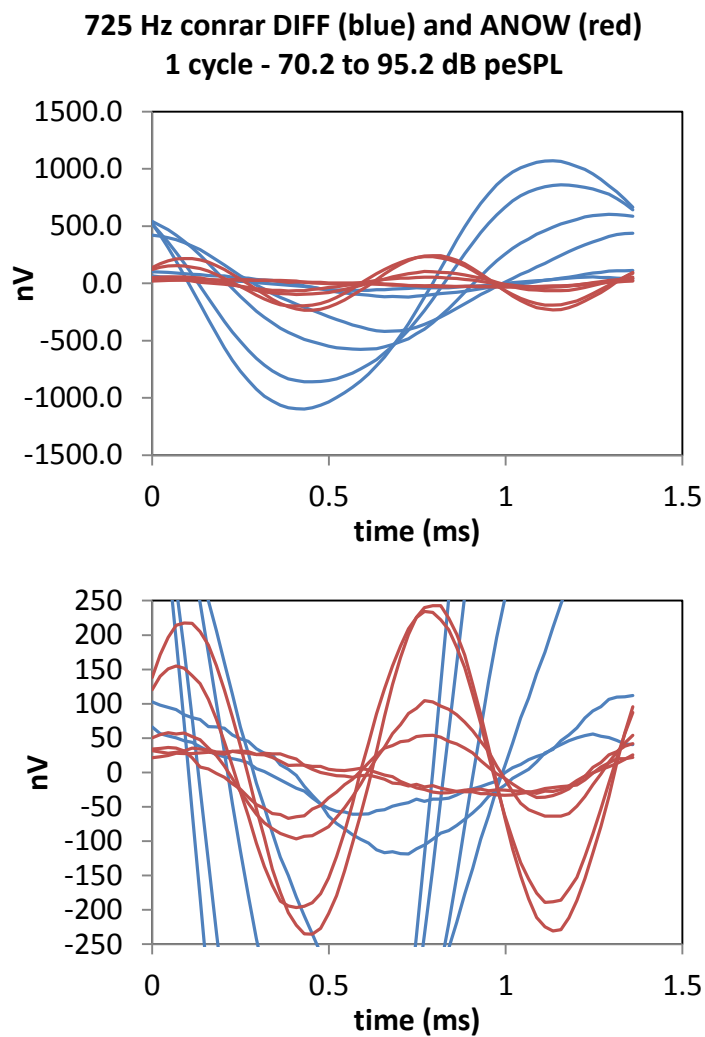 725 Hz conrar DIFF (blue) and ANOW (red)
1 cycle - 70.2 to 95.2 dB peSPL
1500.0
1000.0
500.0
0.0
-500.0
-1000.0
-1500.0
nV
0 0.5 1 1.5
time (ms)
250
200
150
100
50
0
-50
-100
-150
-200
-250
nV
0 0.5 1 1.5
time (ms)